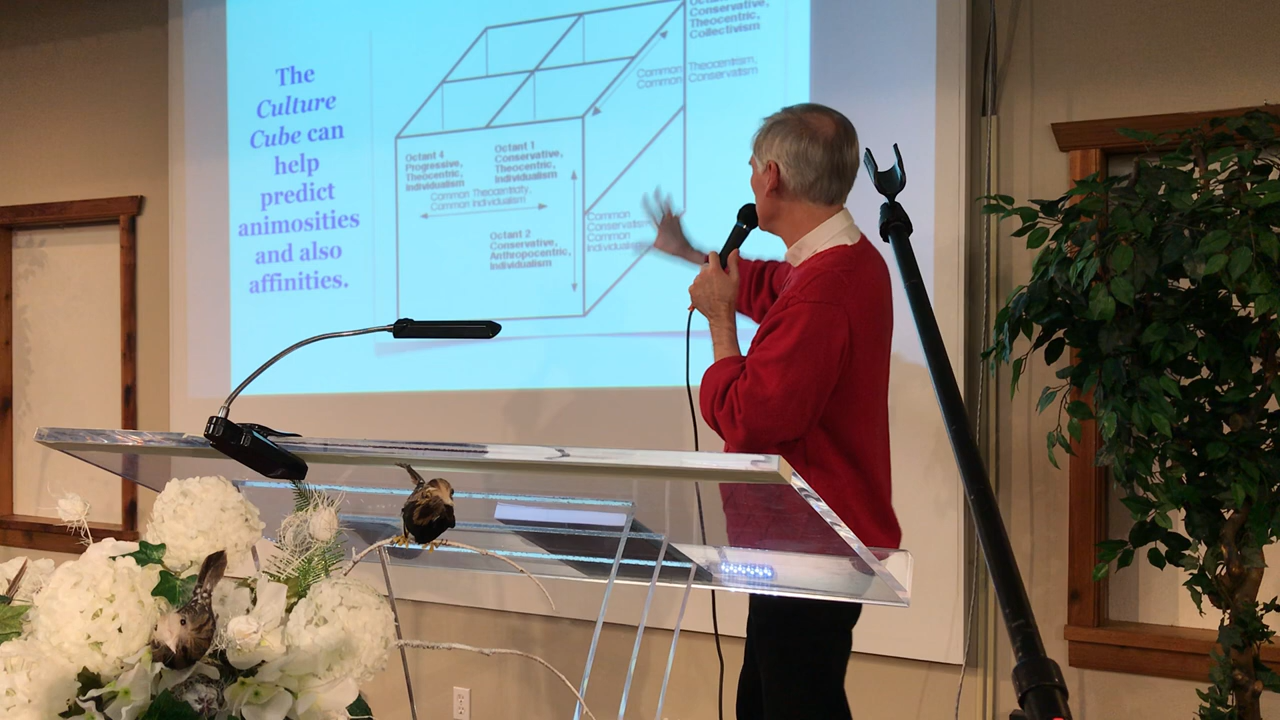 The
Culture
Cube can
help
predict
animosities
and also
affinities.
Conservative,
Theocentric,
Collectivism
Common Theocentrism,
Common Conservatism
Octant 4
Progressive,
Theocentric,
Individualism
Octant 1
Conservative,
Theocentric,
Individualism
Common Theocentricity,
Common Individualism
Octant 2
Conservative,
Anthropocentric,
Individualism
Common
Common